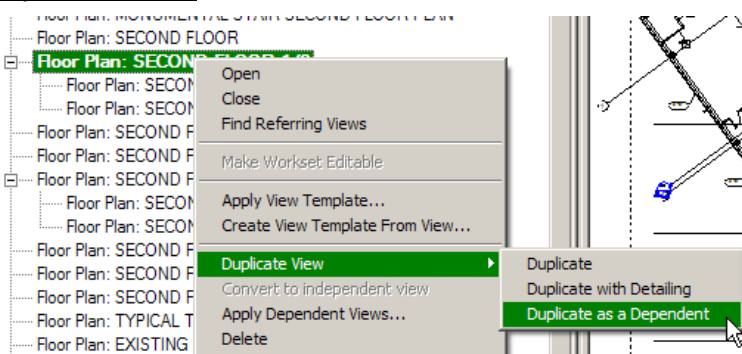 Floor Plan: MONUMENTAL STAIR SECOND FLOOR PLAN
Floor Plan: SECOND FLOOR
Floor Plan: SECOND FLOOR 1/8
Floor Plan: SECON
Floor Plan: SECON
Floor Plan: SECOND F
Floor Plan: SECOND F
Floor Plan: SECOND F
Floor Plan: SECON
Floor Plan: SECON
Floor Plan: SECOND F
Floor Plan: SECOND F
Floor Plan: SECOND F
Floor Plan: TYPICAL T
Floor Plan: EXISTING
Open
Close
Find Referring Views
Make Workset Editable
Apply View Template...
Create View Template From View...
Duplicate View
Convert to independent view
Apply Dependent Views...
Delete
Duplicate
Duplicate with Detailing
Duplicate as a Dependent